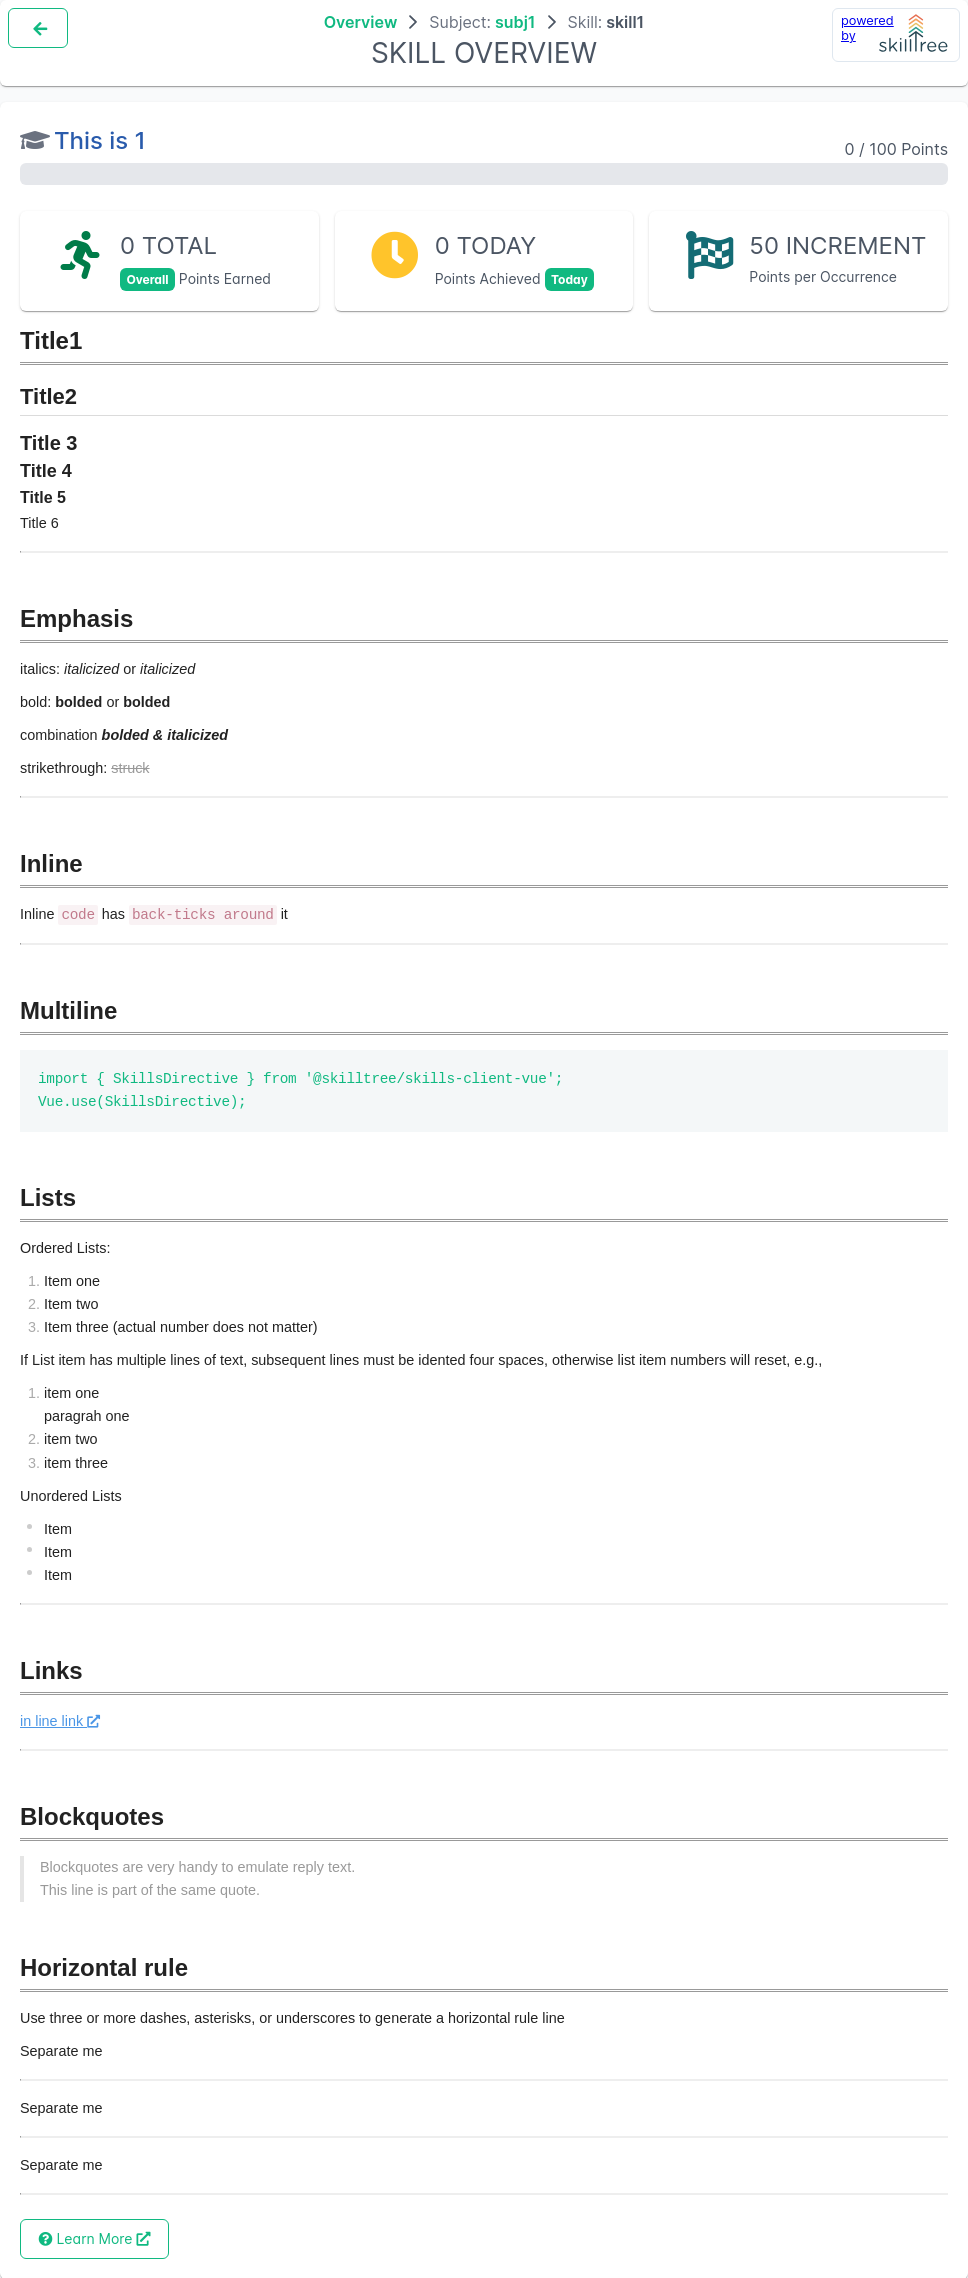 Overview > Subject: subj1 > Skill: skill1
SKILL OVERVIEW
powered by skilltree
This is 1
0 / 100 Points
0 TOTAL
Overall Points Earned
0 TODAY
Points Achieved Today
50 INCREMENT
Points per Occurrence
Title1
Title2
Title 3
Title 4
Title 5
Title 6
Emphasis
italics: italicized or italicized
bold: bolded or bolded
combination bolded & italicized
strikethrough: struck
Inline
Inline code has back-ticks around it
Multiline
import { SkillsDirective } from '@skilltree/skills-client-vue';
Vue.use(SkillsDirective);
Lists
Ordered Lists:
1. Item one
2. Item two
3. Item three (actual number does not matter)
If List item has multiple lines of text, subsequent lines must be idented four spaces, otherwise list item numbers will reset, e.g.,
1. item one
paragrah one
2. item two
3. item three
Unordered Lists
• Item
• Item
• Item
Links
in line link
Blockquotes
Blockquotes are very handy to emulate reply text.
This line is part of the same quote.
Horizontal rule
Use three or more dashes, asterisks, or underscores to generate a horizontal rule line
Separate me
Separate me
Separate me
Learn More